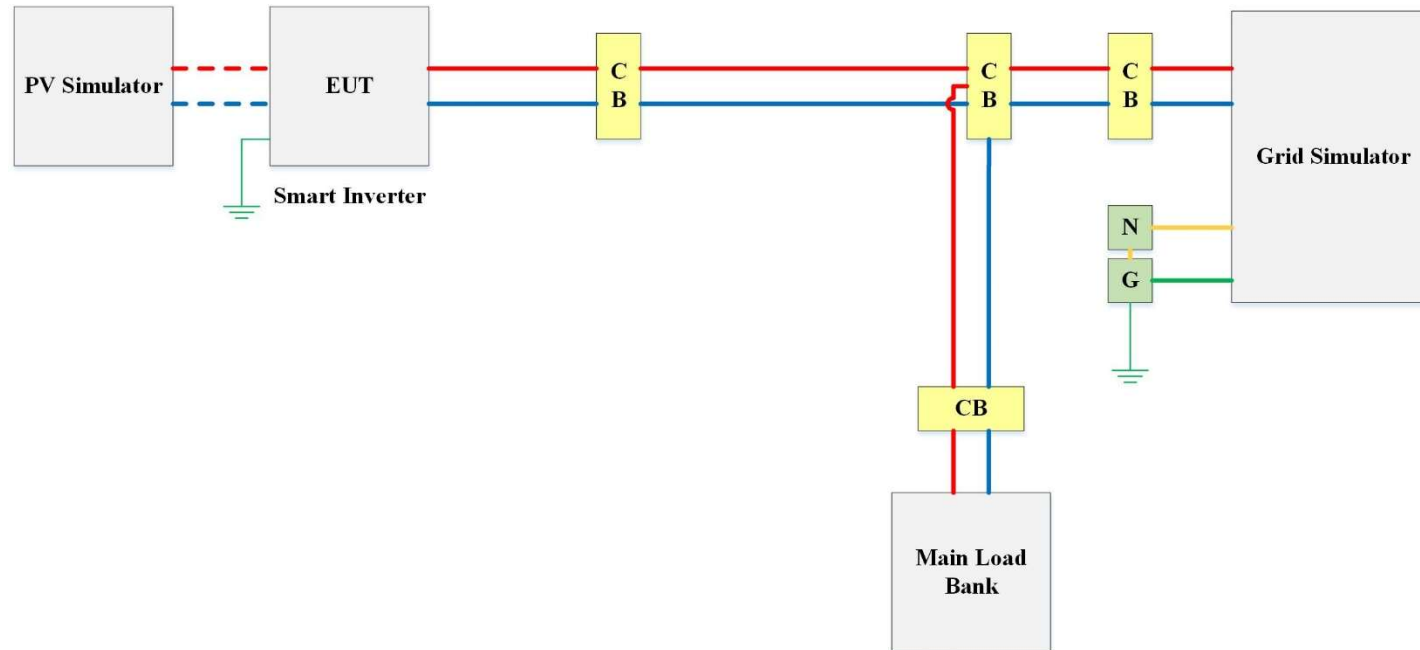 PV Simulator
EUT
Smart Inverter
C
B
C
B
C
B
Grid Simulator
N
G
CB
Main Load
Bank